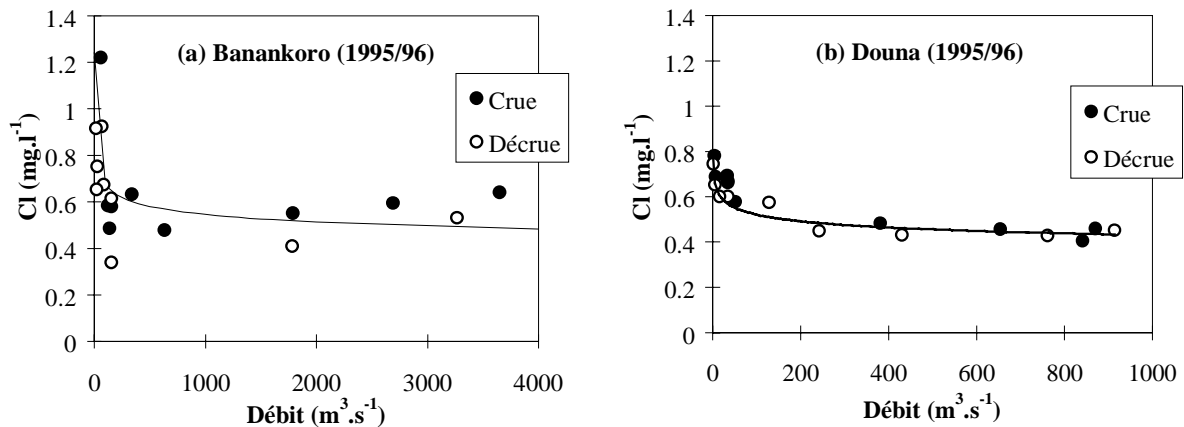 (a) Banankoro (1995/96)
Cl (mg.l⁻¹)
1.4
1.2
1
0.8
0.6
0.4
0.2
0
0
1000
2000
3000
4000
Débit (m³.s⁻¹)
Crue
Décrue
(b) Douna (1995/96)
Cl (mg.l⁻¹)
1.4
1.2
1
0.8
0.6
0.4
0.2
0
0
200
400
600
800
1000
Débit (m³.s⁻¹)
Crue
Décrue